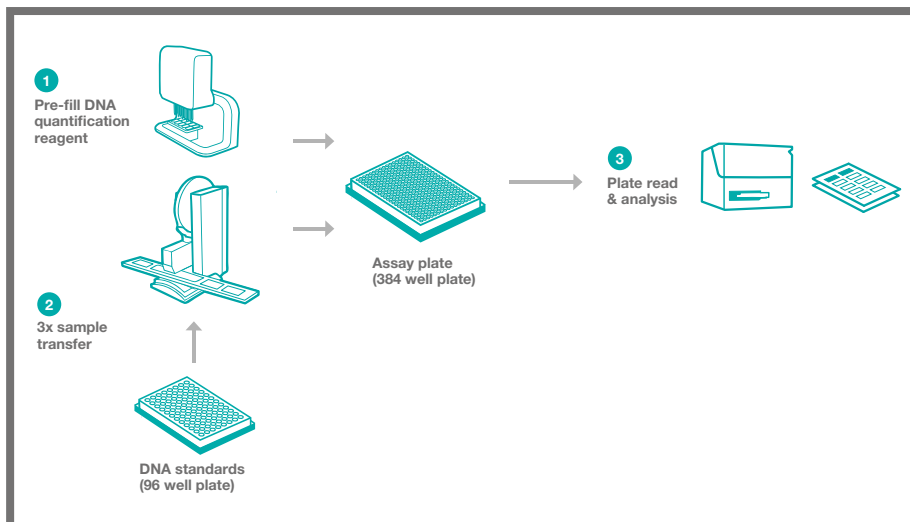 1
Pre-fill DNA
quantification
reagent
2
3x sample
transfer
DNA standards
(96 well plate)
Assay plate
(384 well plate)
3
Plate read
& analysis